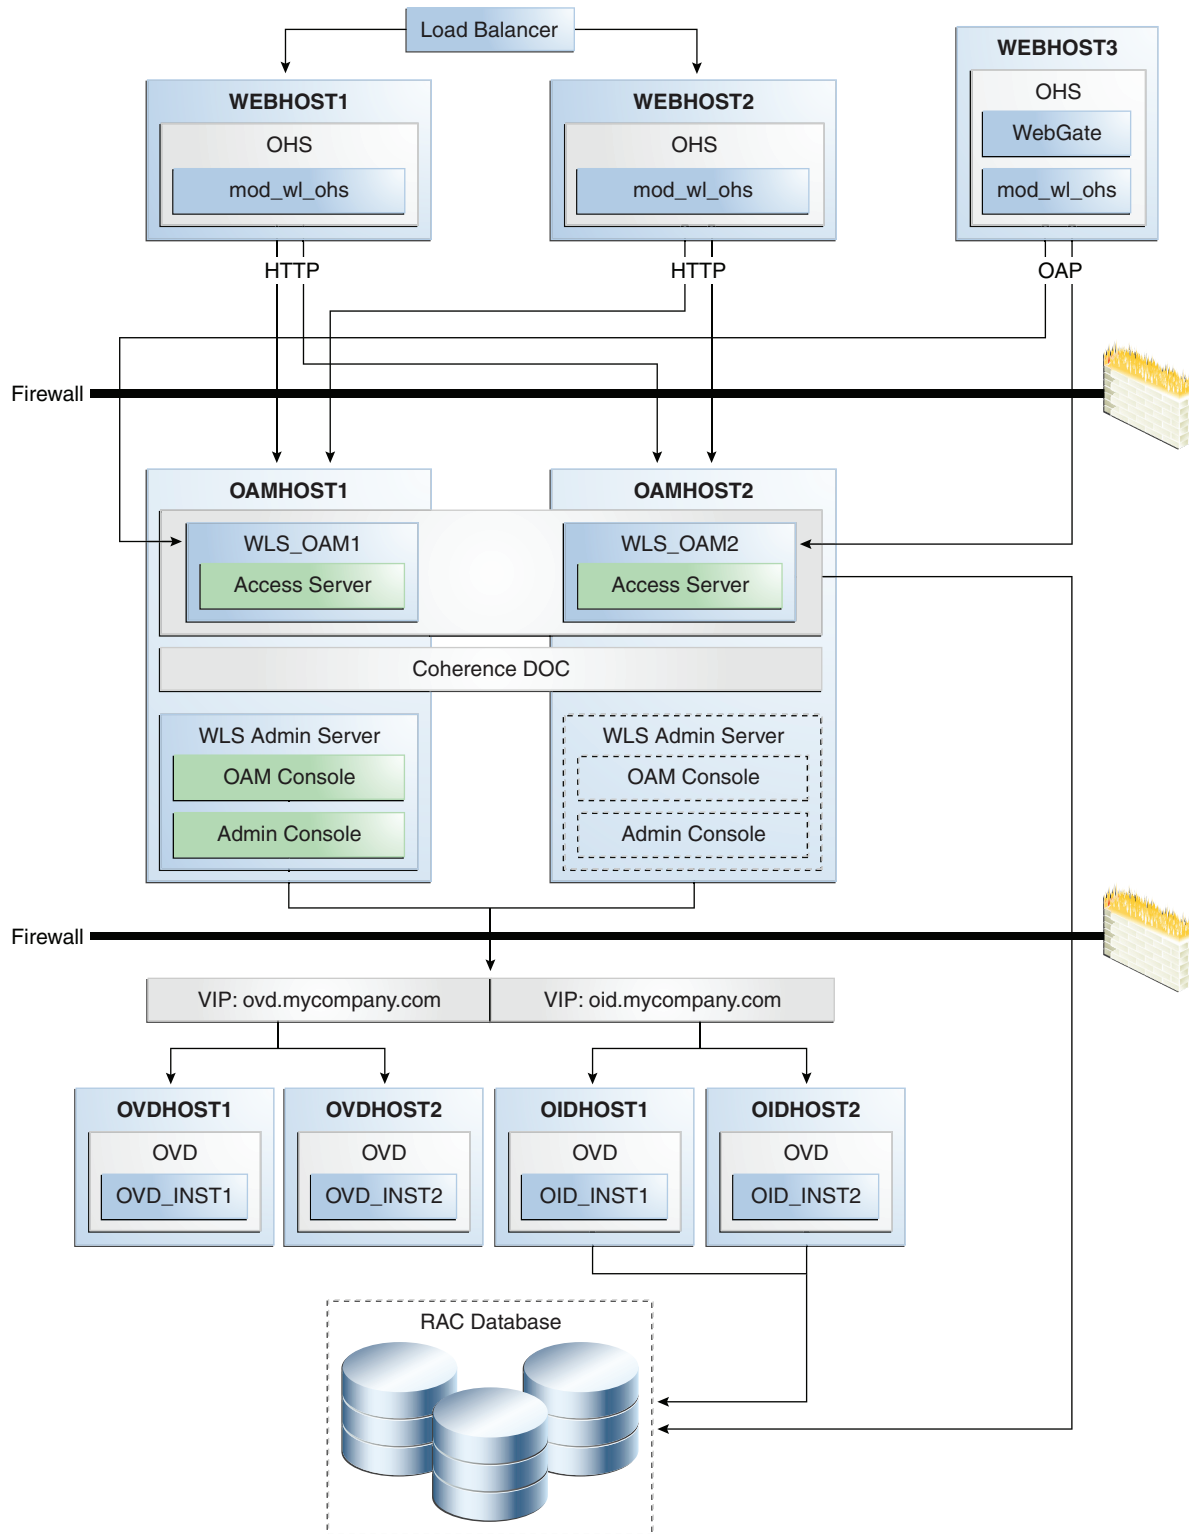 Load Balancer
WEBHOST1
OHS
mod_wl_ohs
WEBHOST2
OHS
mod_wl_ohs
WEBHOST3
OHS
WebGate
mod_wl_ohs
HTTP
HTTP
OAP
Firewall
OAMHOST1
WLS_OAM1
Access Server
OAMHOST2
WLS_OAM2
Access Server
Coherence DOC
WLS Admin Server
OAM Console
Admin Console
WLS Admin Server
OAM Console
Admin Console
Firewall
VIP: ovd.mycompany.com
VIP: oid.mycompany.com
OVDHOST1
OVD
OVD_INST1
OVDHOST2
OVD
OVD_INST2
OIDHOST1
OVD
OID_INST1
OIDHOST2
OVD
OID_INST2
RAC Database